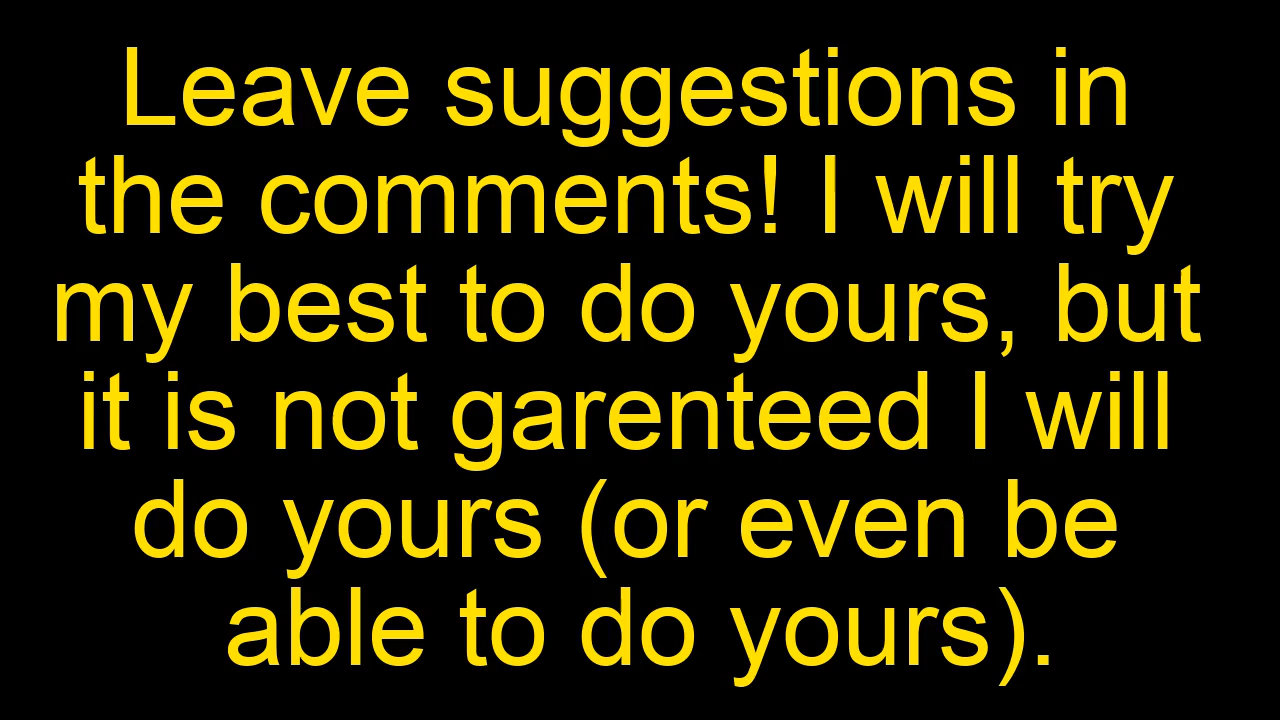 Leave suggestions in
the comments! I will try
my best to do yours, but
it is not garenteed I will
do yours (or even be
able to do yours).